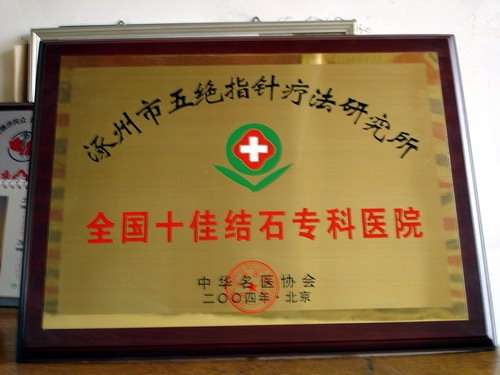 涿州市五绝指针疗法研究所
全国十佳结石专科医院
中华名医协会
二〇〇四年·北京